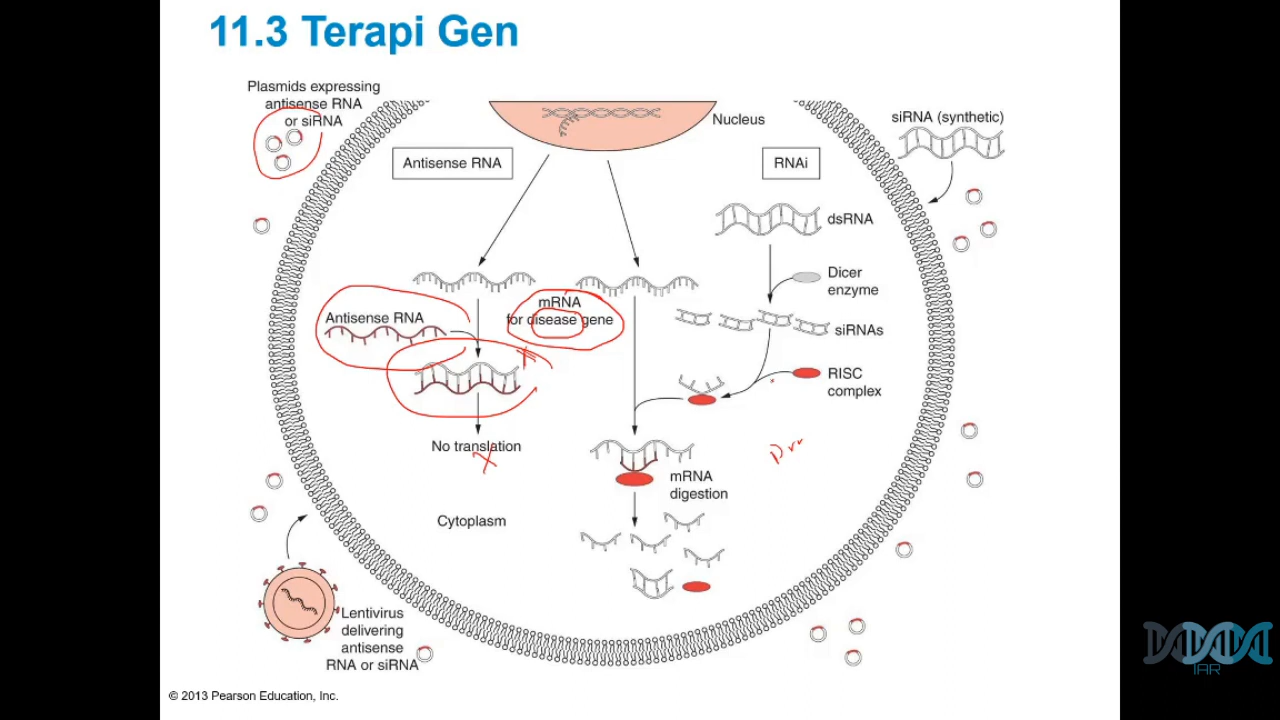 11.3 Terapi Gen
Plasmids expressing
antisense RNA
or siRNA
Nucleus
siRNA (synthetic)
Antisense RNA
RNAi
dsRNA
Dicer
enzyme
mRNA
for disease gene
Antisense RNA
siRNAs
RISC
complex
No translation
mRNA
digestion
Cytoplasm
Lentivirus
delivering
antisense
RNA or siRNA
IAR
© 2013 Pearson Education, Inc.